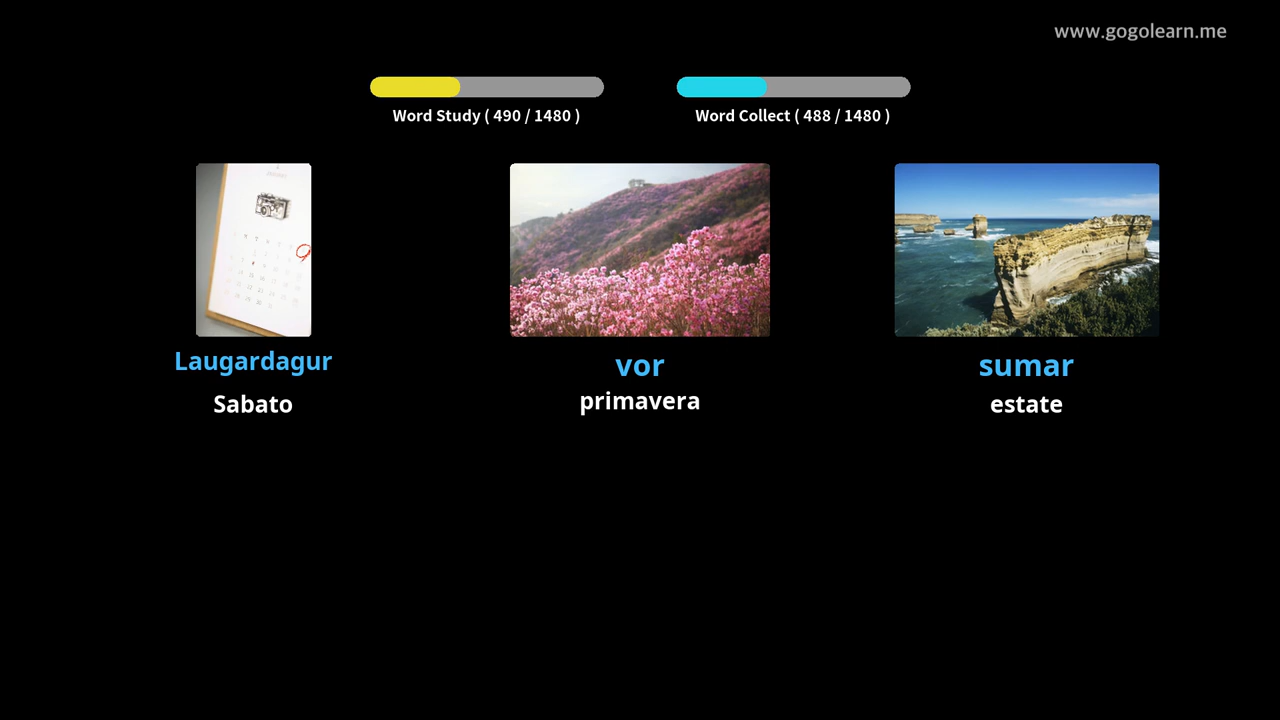 www.gogolearn.me
Word Study ( 490 / 1480 )
Word Collect ( 488 / 1480 )
Laugardagur
vor
sumar
Sabato
primavera
estate